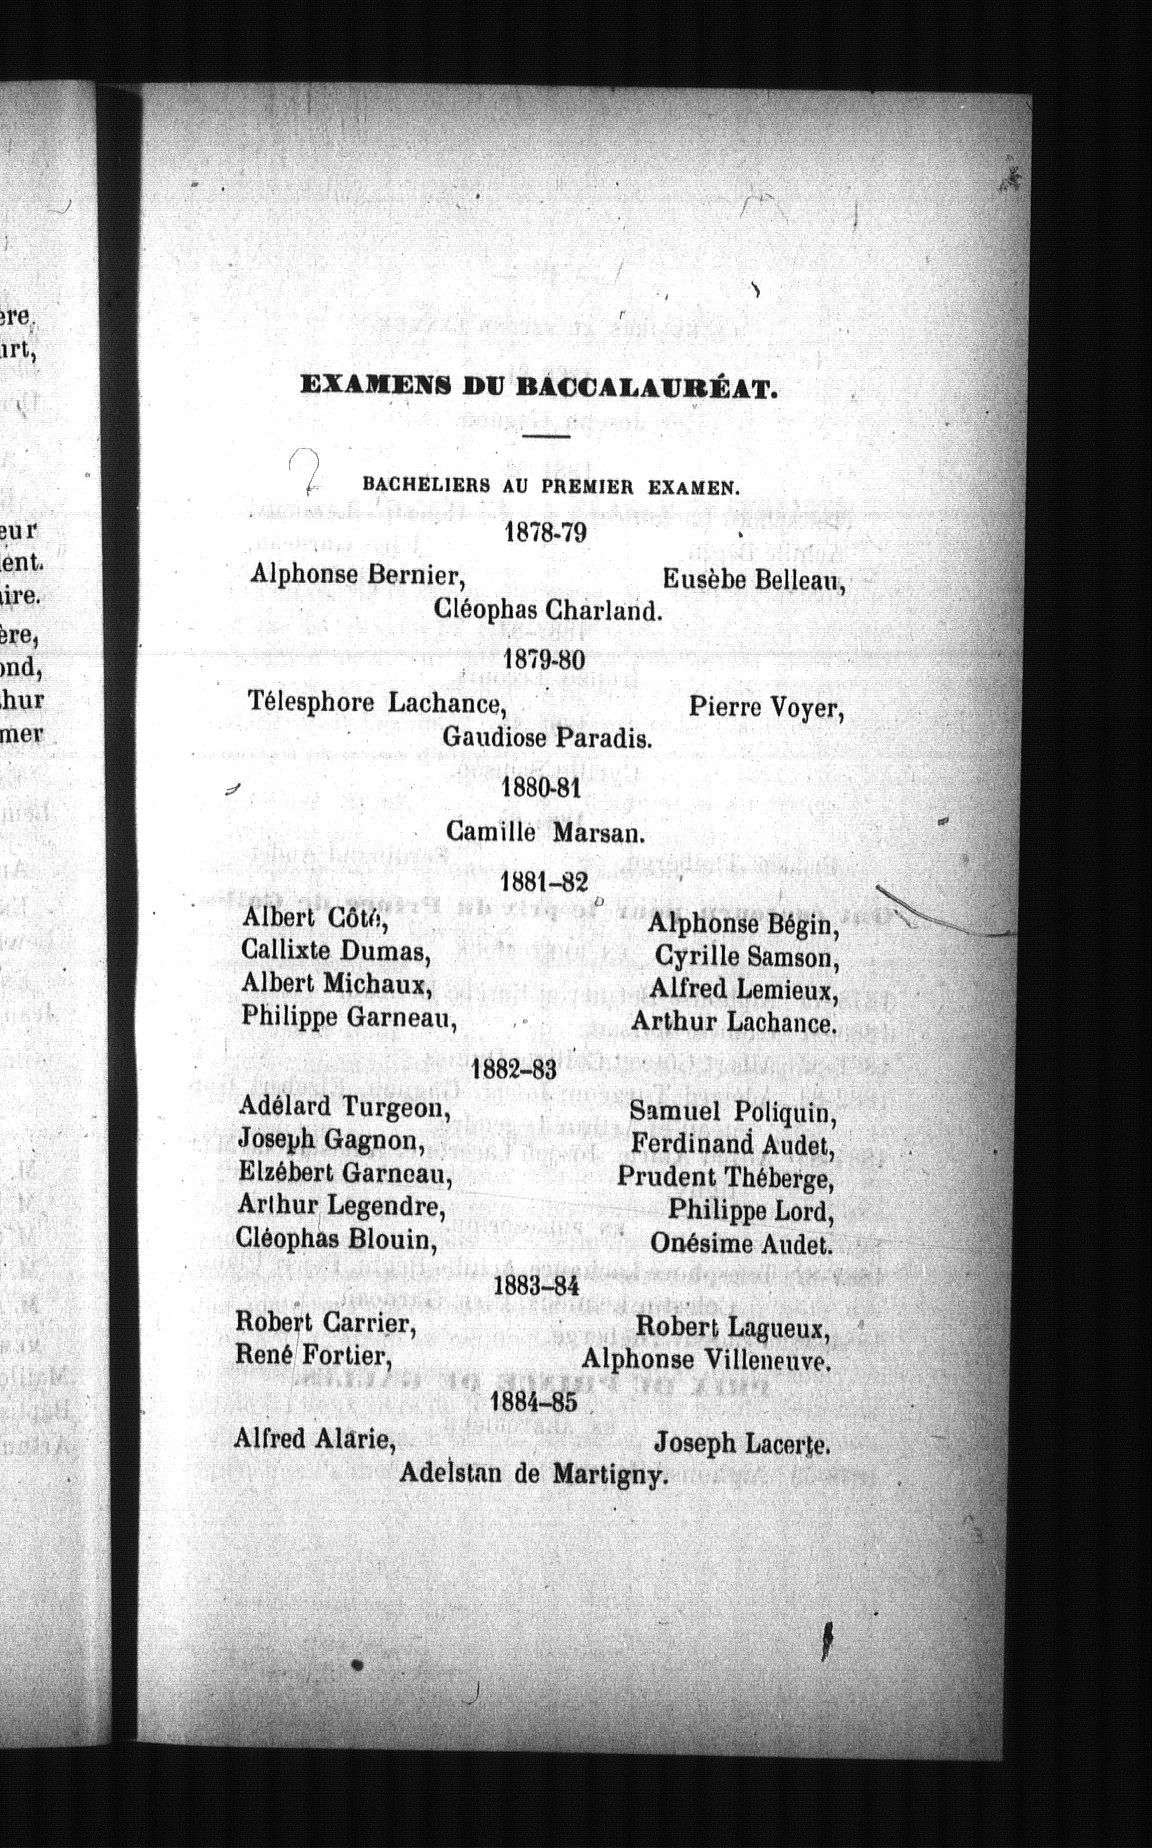 EXAMENS DU BACCALAURÉAT.
BACHELIERS AU PREMIER EXAMEN.
1878-79
Alphonse Bernier, Eusèbe Belleau,
Cléophas Charland.
1879-80
Télesphore Lachance, Pierre Voyer,
Gaudiose Paradis.
1880-81
Camille Marsan.
1881–82
Albert Côté, Alphonse Bégin,
Callixte Dumas, Cyrille Samson,
Albert Michaux, Alfred Lemieux,
Philippe Garneau, Arthur Lachance.
1882–83
Adélard Turgeon, Samuel Poliquin,
Joseph Gagnon, Ferdinand Audet,
Elzébert Garneau, Prudent Théberge,
Arthur Legendre, Philippe Lord,
Cléophas Blouin, Onésime Audet.
1883–84
Robert Carrier, Robert Lagueux,
René Fortier, Alphonse Villeneuve.
1884–85
Alfred Alarie, Joseph Lacerte.
Adelstan de Martigny.